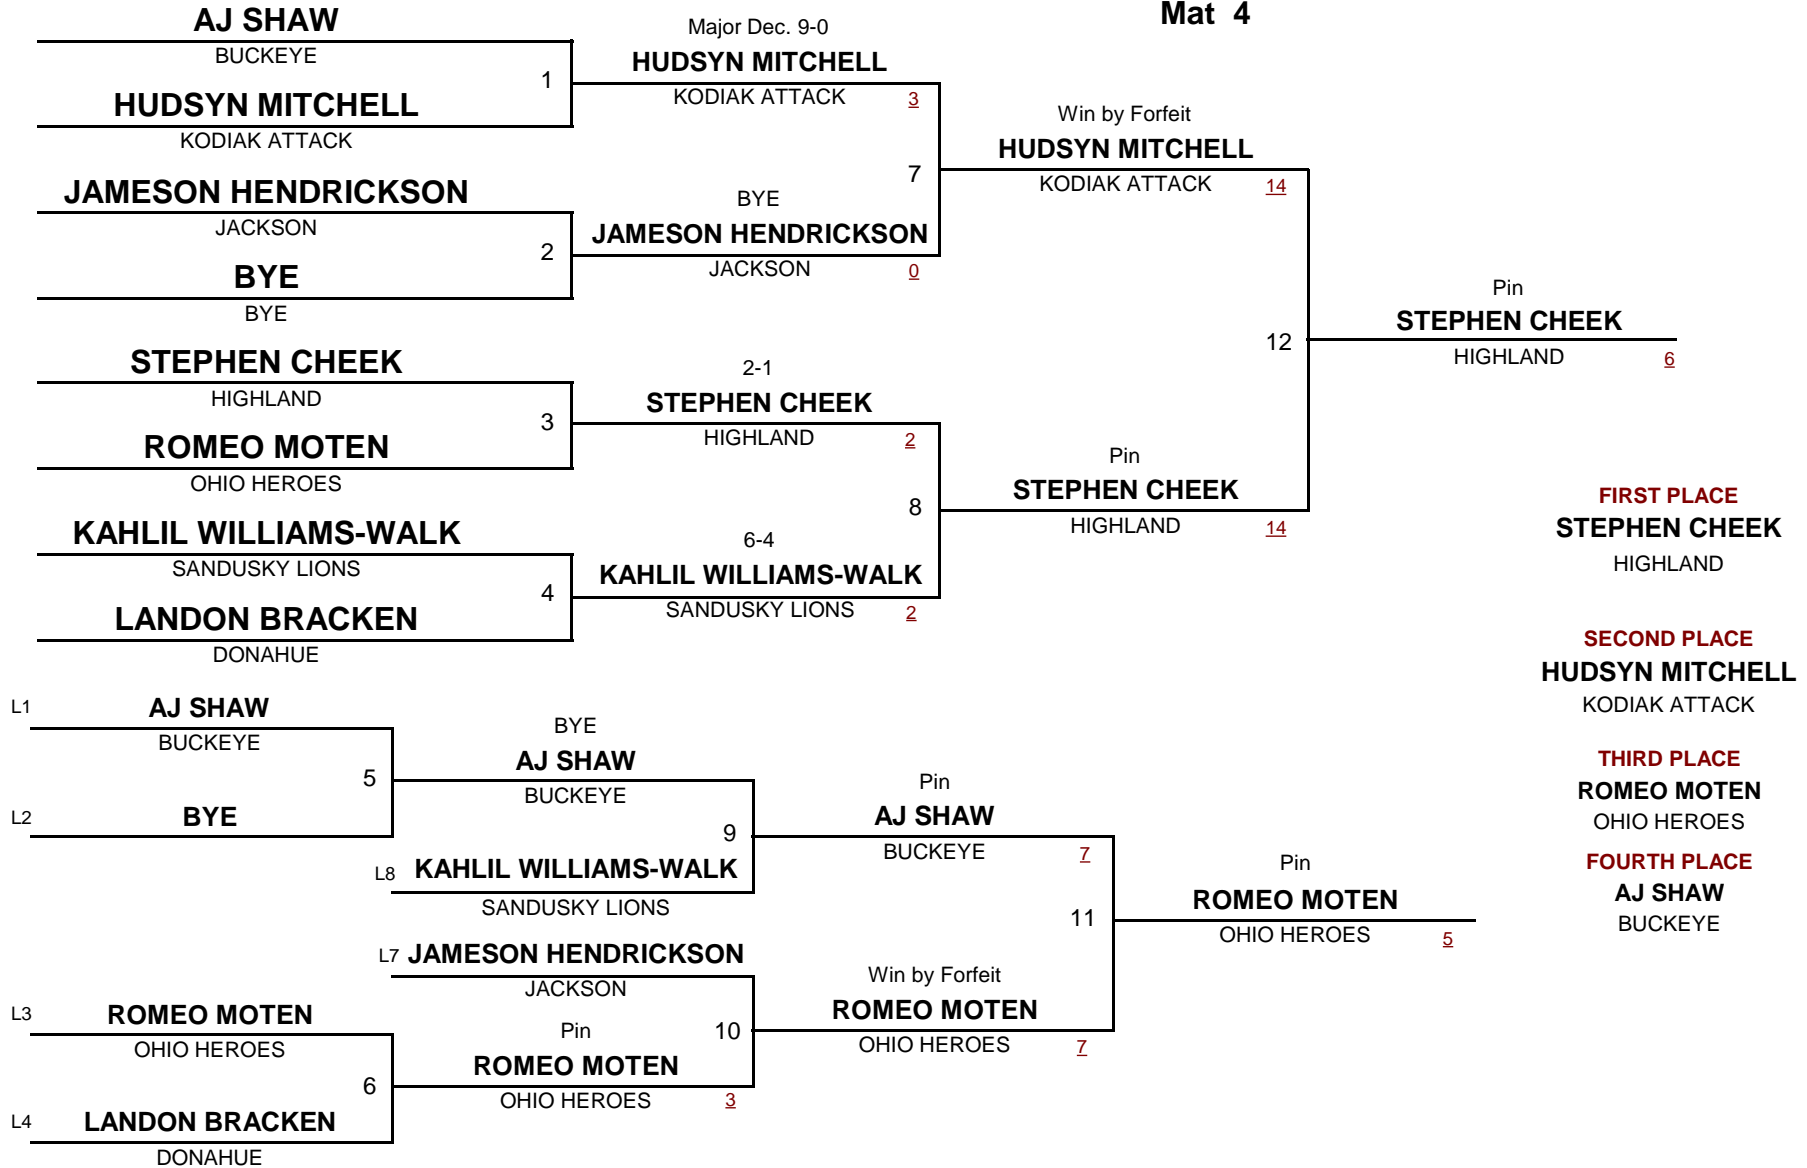 Mat 4
AJ SHAW
BUCKEYE
1
HUDSYN MITCHELL
KODIAK ATTACK
JAMESON HENDRICKSON
JACKSON
2
BYE
BYE
STEPHEN CHEEK
HIGHLAND
3
ROMEO MOTEN
OHIO HEROES
KAHLIL WILLIAMS-WALK
SANDUSKY LIONS
4
LANDON BRACKEN
DONAHUE
Major Dec. 9-0
HUDSYN MITCHELL
KODIAK ATTACK 3
7
BYE
JAMESON HENDRICKSON
JACKSON 0
2-1
STEPHEN CHEEK
HIGHLAND 2
8
6-4
KAHLIL WILLIAMS-WALK
SANDUSKY LIONS 2
Win by Forfeit
HUDSYN MITCHELL
KODIAK ATTACK 14
12
Pin
STEPHEN CHEEK
HIGHLAND 14
Pin
STEPHEN CHEEK
HIGHLAND 6
L1 AJ SHAW
BUCKEYE
5
L2 BYE
L3 ROMEO MOTEN
OHIO HEROES
6
L4 LANDON BRACKEN
DONAHUE
BYE
AJ SHAW
BUCKEYE
9
L8 KAHLIL WILLIAMS-WALK
SANDUSKY LIONS
L7 JAMESON HENDRICKSON
JACKSON
10
Pin
ROMEO MOTEN
OHIO HEROES 3
Pin
AJ SHAW
BUCKEYE 7
11
Win by Forfeit
ROMEO MOTEN
OHIO HEROES 7
Pin
ROMEO MOTEN
OHIO HEROES 5
FIRST PLACE
STEPHEN CHEEK
HIGHLAND
SECOND PLACE
HUDSYN MITCHELL
KODIAK ATTACK
THIRD PLACE
ROMEO MOTEN
OHIO HEROES
FOURTH PLACE
AJ SHAW
BUCKEYE